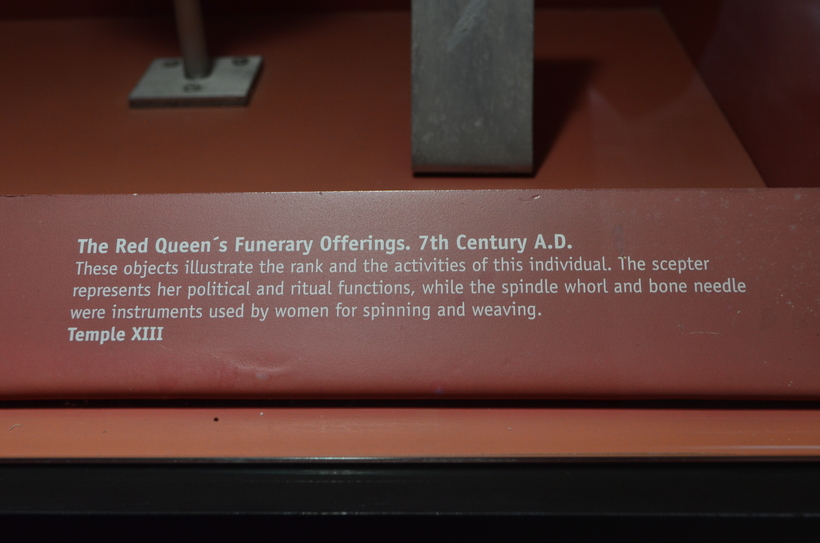 The Red Queen´s Funerary Offerings. 7th Century A.D.
These objects illustrate the rank and the activities of this individual. The scepter
represents her political and ritual functions, while the spindle whorl and bone needle
were instruments used by women for spinning and weaving.
Temple XIII